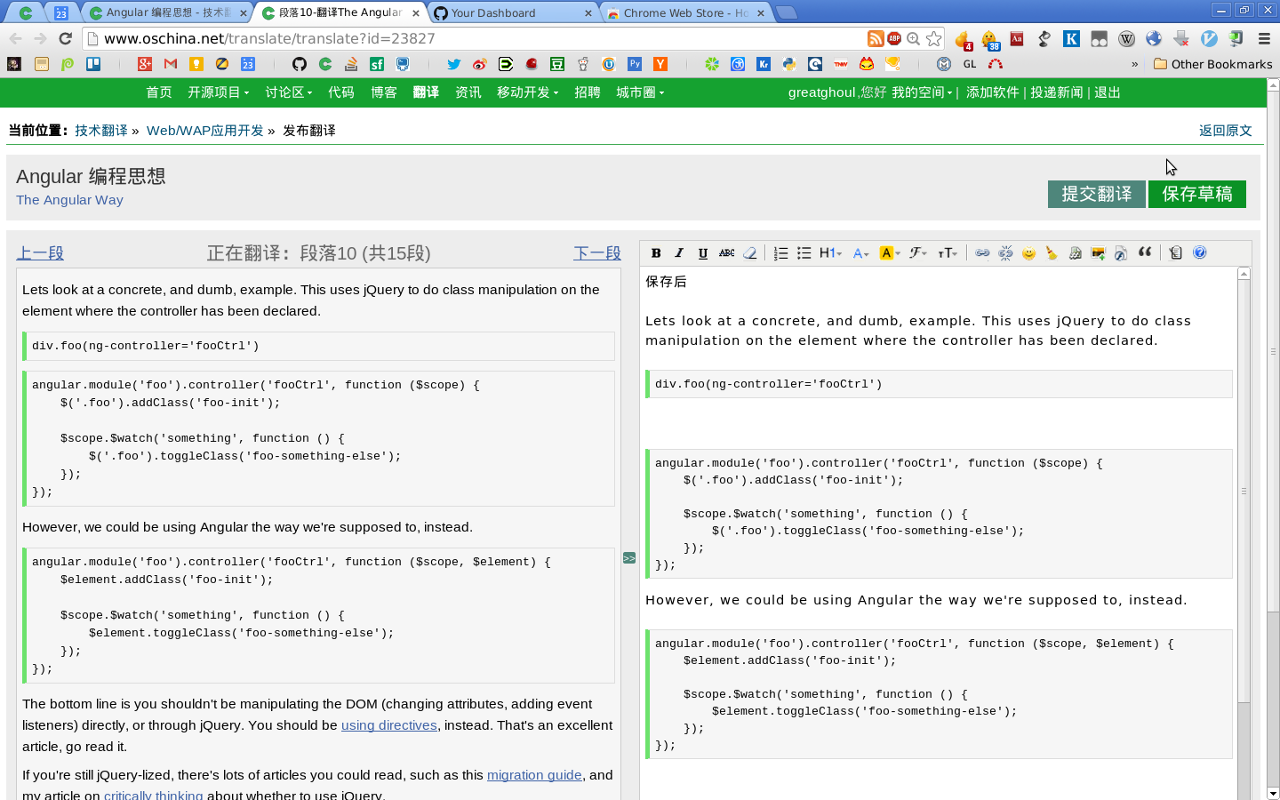 Angular 编程思想 - 技术翻
段落10-翻译The Angular
Your Dashboard
Chrome Web Store - Ho
www.oschina.net/translate/translate?id=23827
Other Bookmarks
首页 开源项目 讨论区 代码 博客 翻译 资讯 移动开发 招聘 城市圈 greatghoul ,您好 我的空间 | 添加软件 | 投递新闻 | 退出
当前位置： 技术翻译 » Web/WAP应用开发 » 发布翻译 返回原文
Angular 编程思想
The Angular Way
提交翻译 保存草稿
上一段 正在翻译：段落10 (共15段) 下一段
Lets look at a concrete, and dumb, example. This uses jQuery to do class manipulation on the
element where the controller has been declared.
div.foo(ng-controller='fooCtrl')
angular.module('foo').controller('fooCtrl', function ($scope) {
    $('.foo').addClass('foo-init');
    $scope.$watch('something', function () {
        $('.foo').toggleClass('foo-something-else');
    });
});
However, we could be using Angular the way we're supposed to, instead.
angular.module('foo').controller('fooCtrl', function ($scope, $element) {
    $element.addClass('foo-init');
    $scope.$watch('something', function () {
        $element.toggleClass('foo-something-else');
    });
});
The bottom line is you shouldn't be manipulating the DOM (changing attributes, adding event
listeners) directly, or through jQuery. You should be using directives, instead. That's an excellent
article, go read it.
If you're still jQuery-lized, there's lots of articles you could read, such as this migration guide, and
my article on critically thinking about whether to use jQuery.
>>
保存后
Lets look at a concrete, and dumb, example. This uses jQuery to do class
manipulation on the element where the controller has been declared.
div.foo(ng-controller='fooCtrl')
angular.module('foo').controller('fooCtrl', function ($scope) {
    $('.foo').addClass('foo-init');
    $scope.$watch('something', function () {
        $('.foo').toggleClass('foo-something-else');
    });
});
However, we could be using Angular the way we're supposed to, instead.
angular.module('foo').controller('fooCtrl', function ($scope, $element) {
    $element.addClass('foo-init');
    $scope.$watch('something', function () {
        $element.toggleClass('foo-something-else');
    });
});